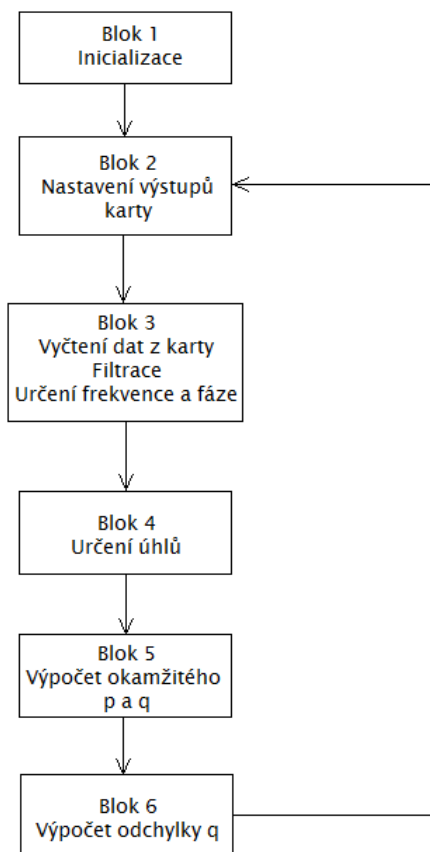 Blok 1
Inicializace
Blok 2
Nastavení výstupů
karty
Blok 3
Vyčtení dat z karty
Filtrace
Určení frekvence a fáze
Blok 4
Určení úhlů
Blok 5
Výpočet okamžitého
p a q
Blok 6
Výpočet odchylky q